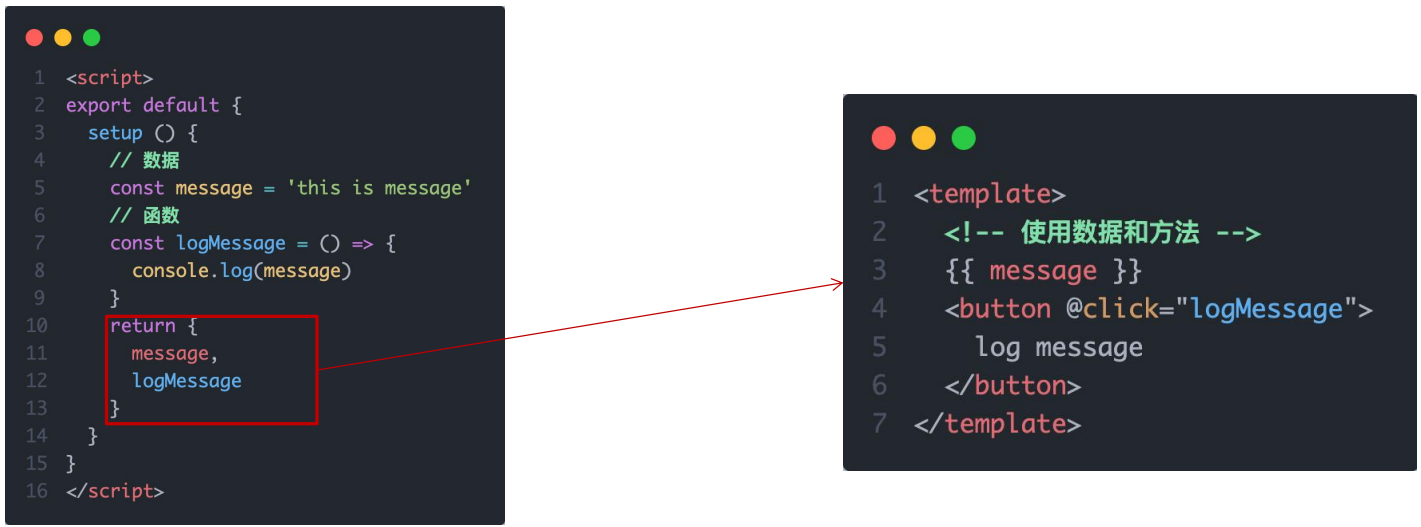 1 <script>
2 export default {
3   setup () {
4     // 数据
5     const message = 'this is message'
6     // 函数
7     const logMessage = () => {
8       console.log(message)
9     }
10     return {
11       message,
12       logMessage
13     }
14   }
15 }
16 </script>
1 <template>
2   <!-- 使用数据和方法 -->
3   {{ message }}
4   <button @click="logMessage">
5     log message
6   </button>
7 </template>